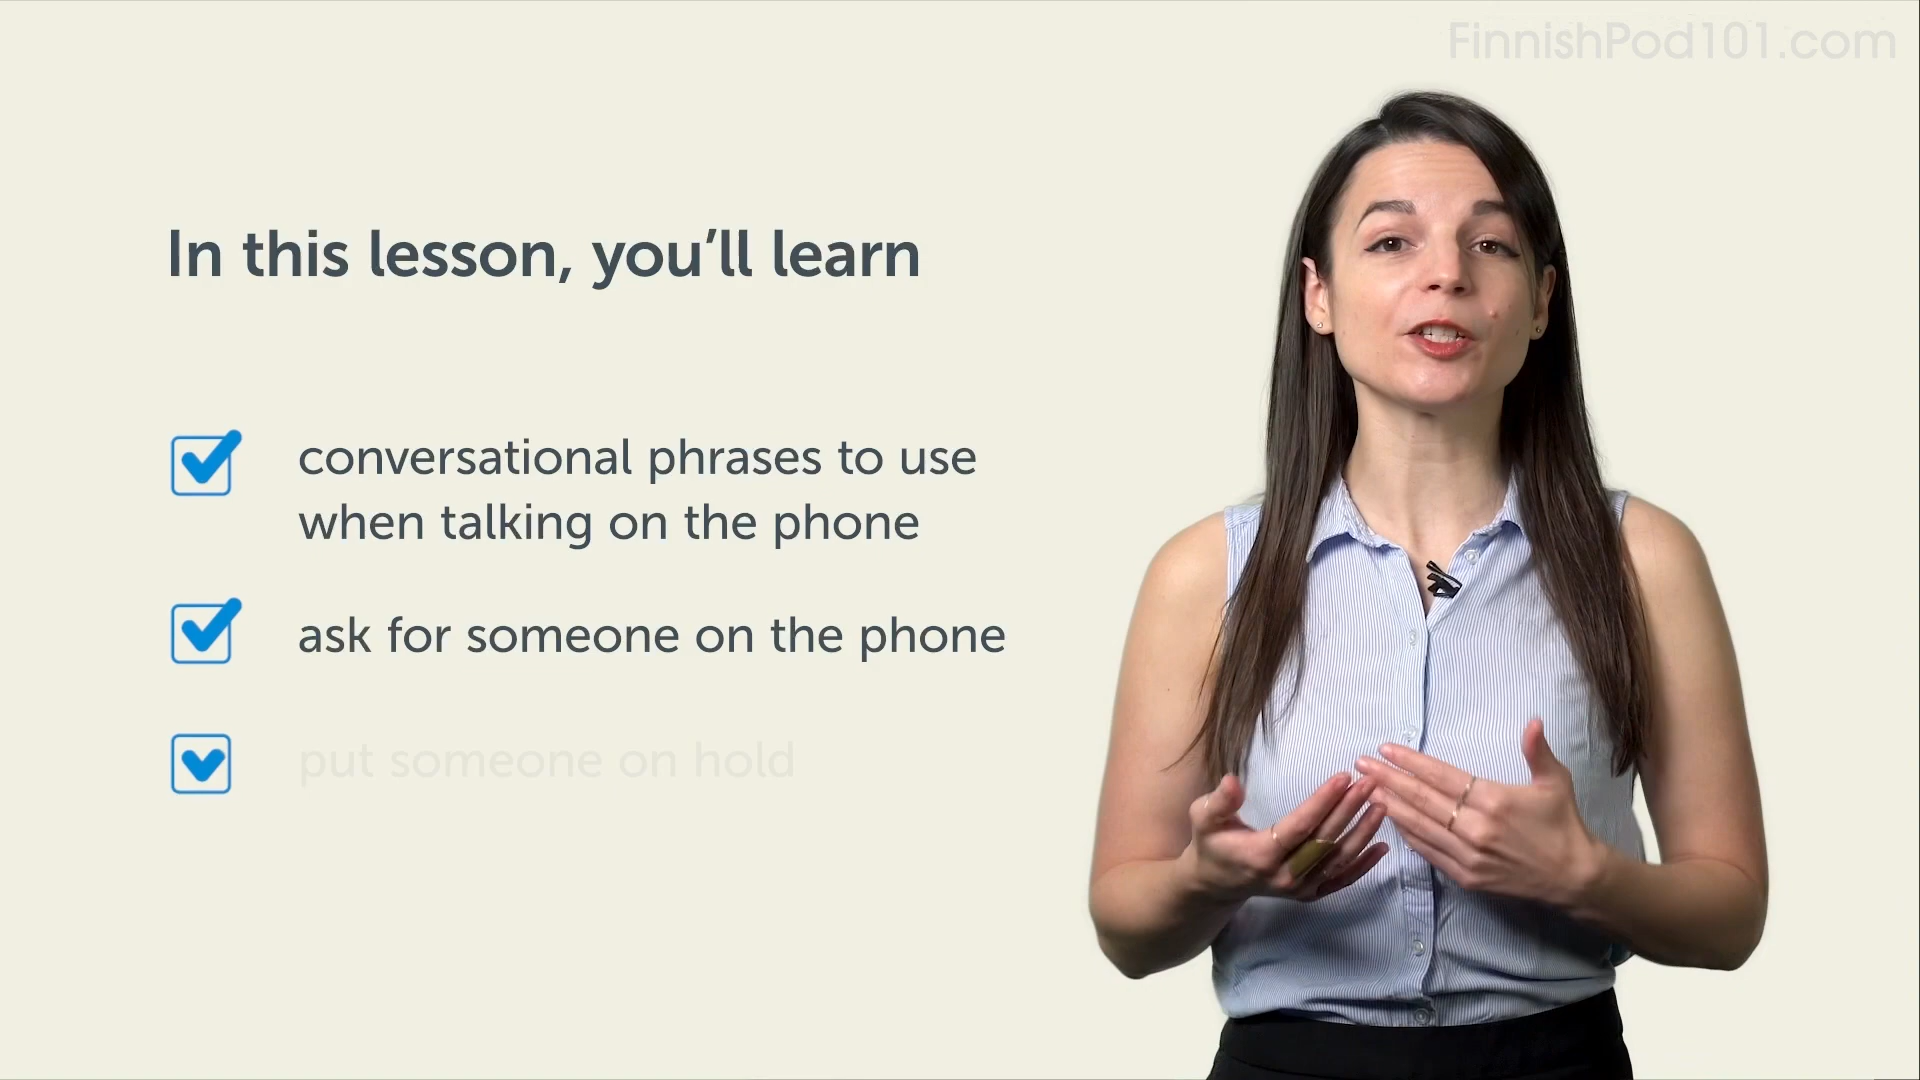 FinnishPod101.com
In this lesson, you’ll learn
conversational phrases to use
when talking on the phone
ask for someone on the phone
put someone on hold